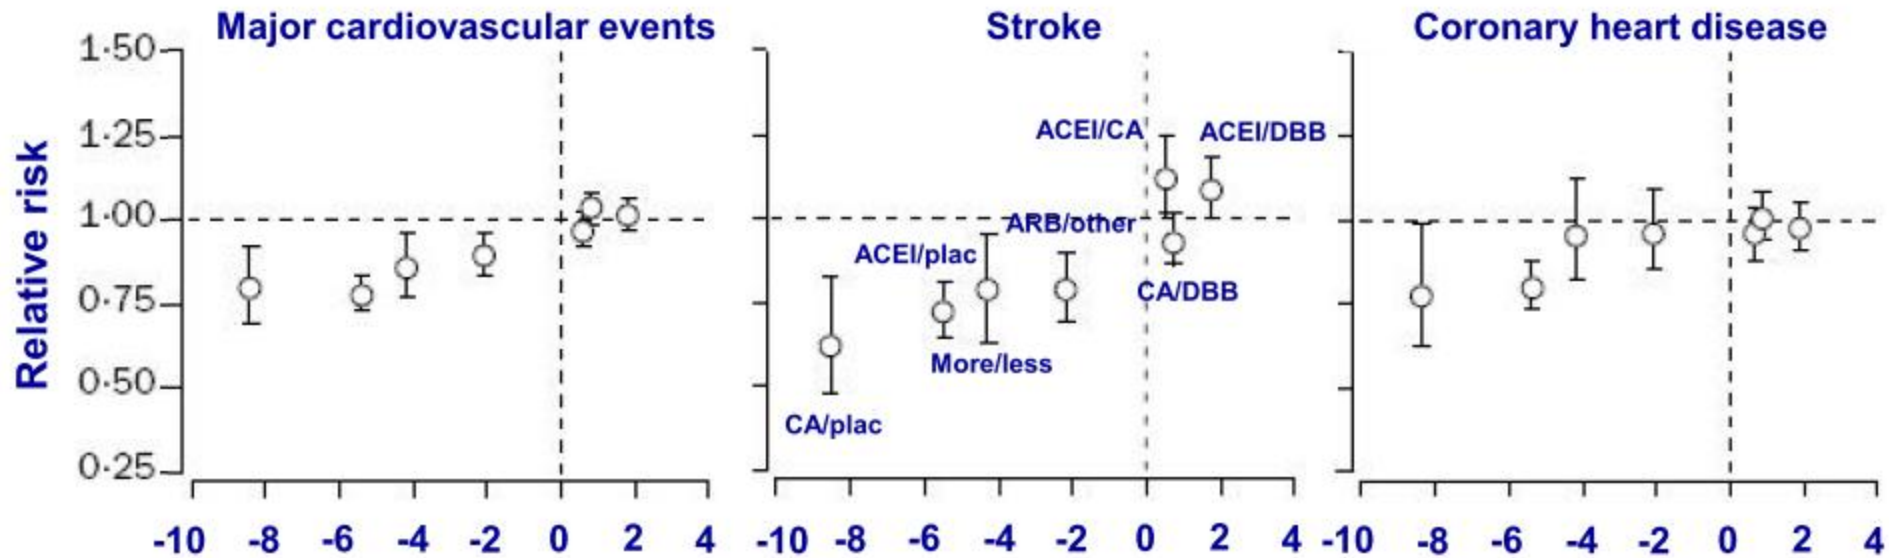 Major cardiovascular events
Stroke
Coronary heart disease
Relative risk
1·50
1·25
1·00
0·75
0·50
0·25
ACEI/CA
ACEI/DBB
ARB/other
ACEI/plac
CA/DBB
More/less
CA/plac
-10 -8 -6 -4 -2 0 2 4
-10 -8 -6 -4 -2 0 2 4
-10 -8 -6 -4 -2 0 2 4